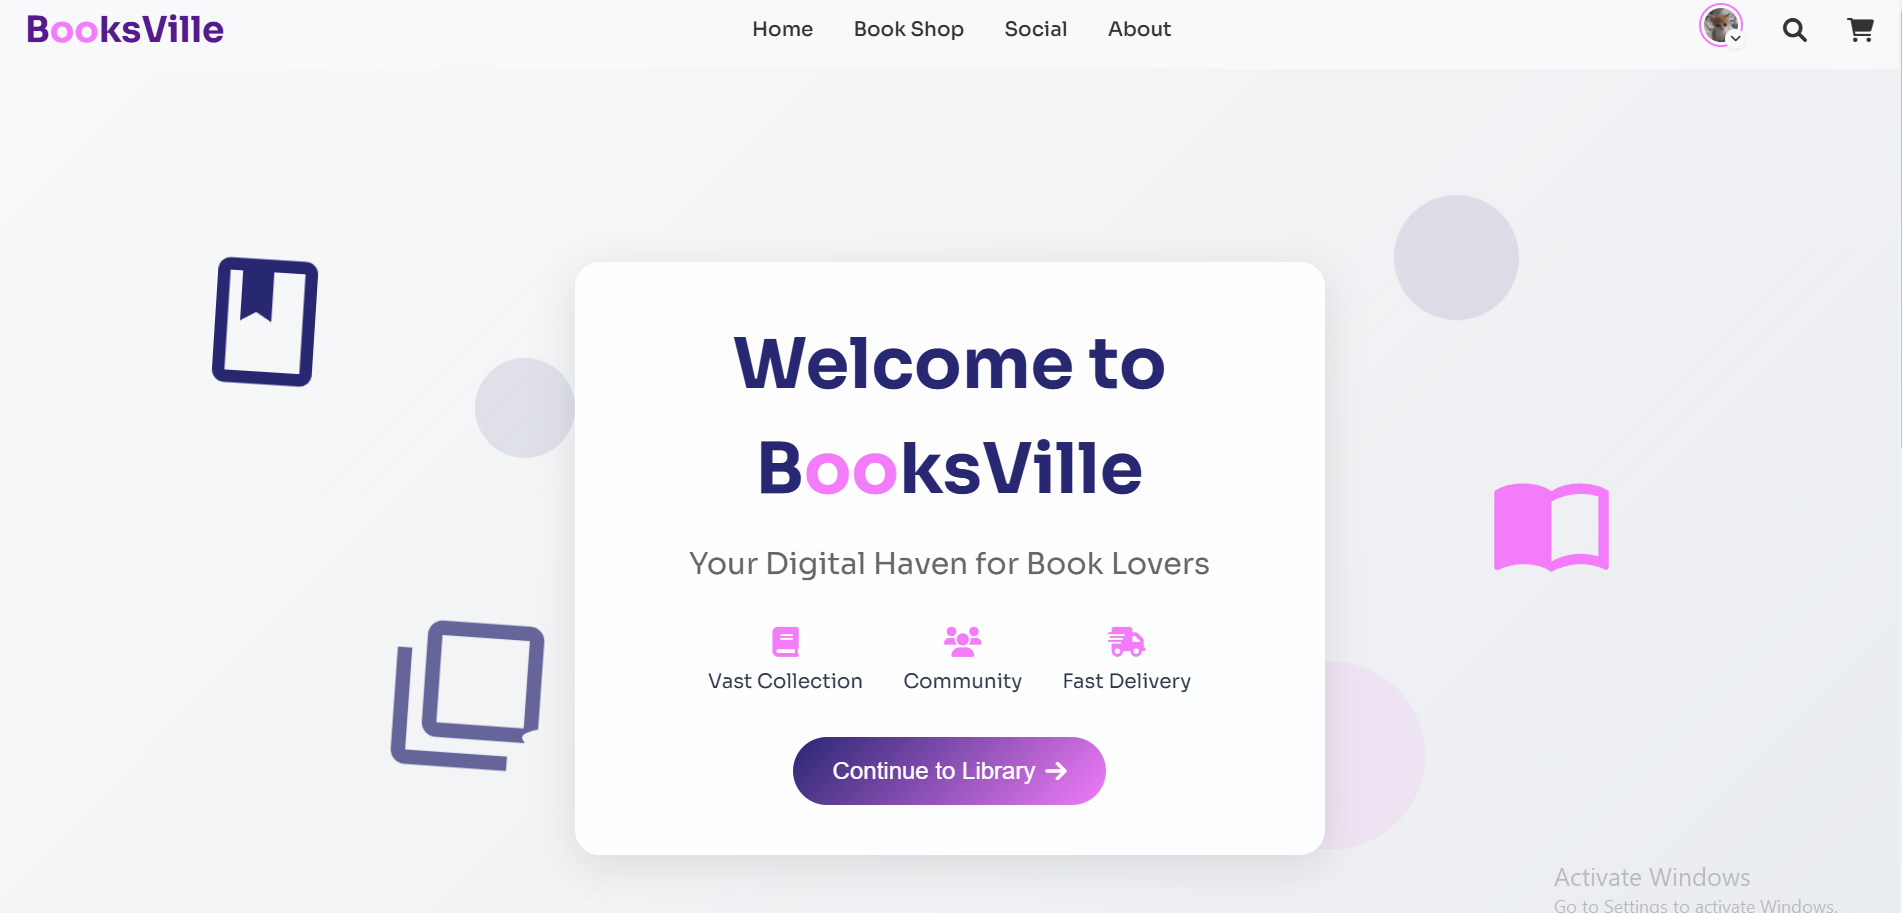 BooksVille
Home Book Shop Social About
Welcome to
BooksVille
Your Digital Haven for Book Lovers
Vast Collection Community Fast Delivery
Continue to Library
Activate Windows
Go to Settings to activate Windows.